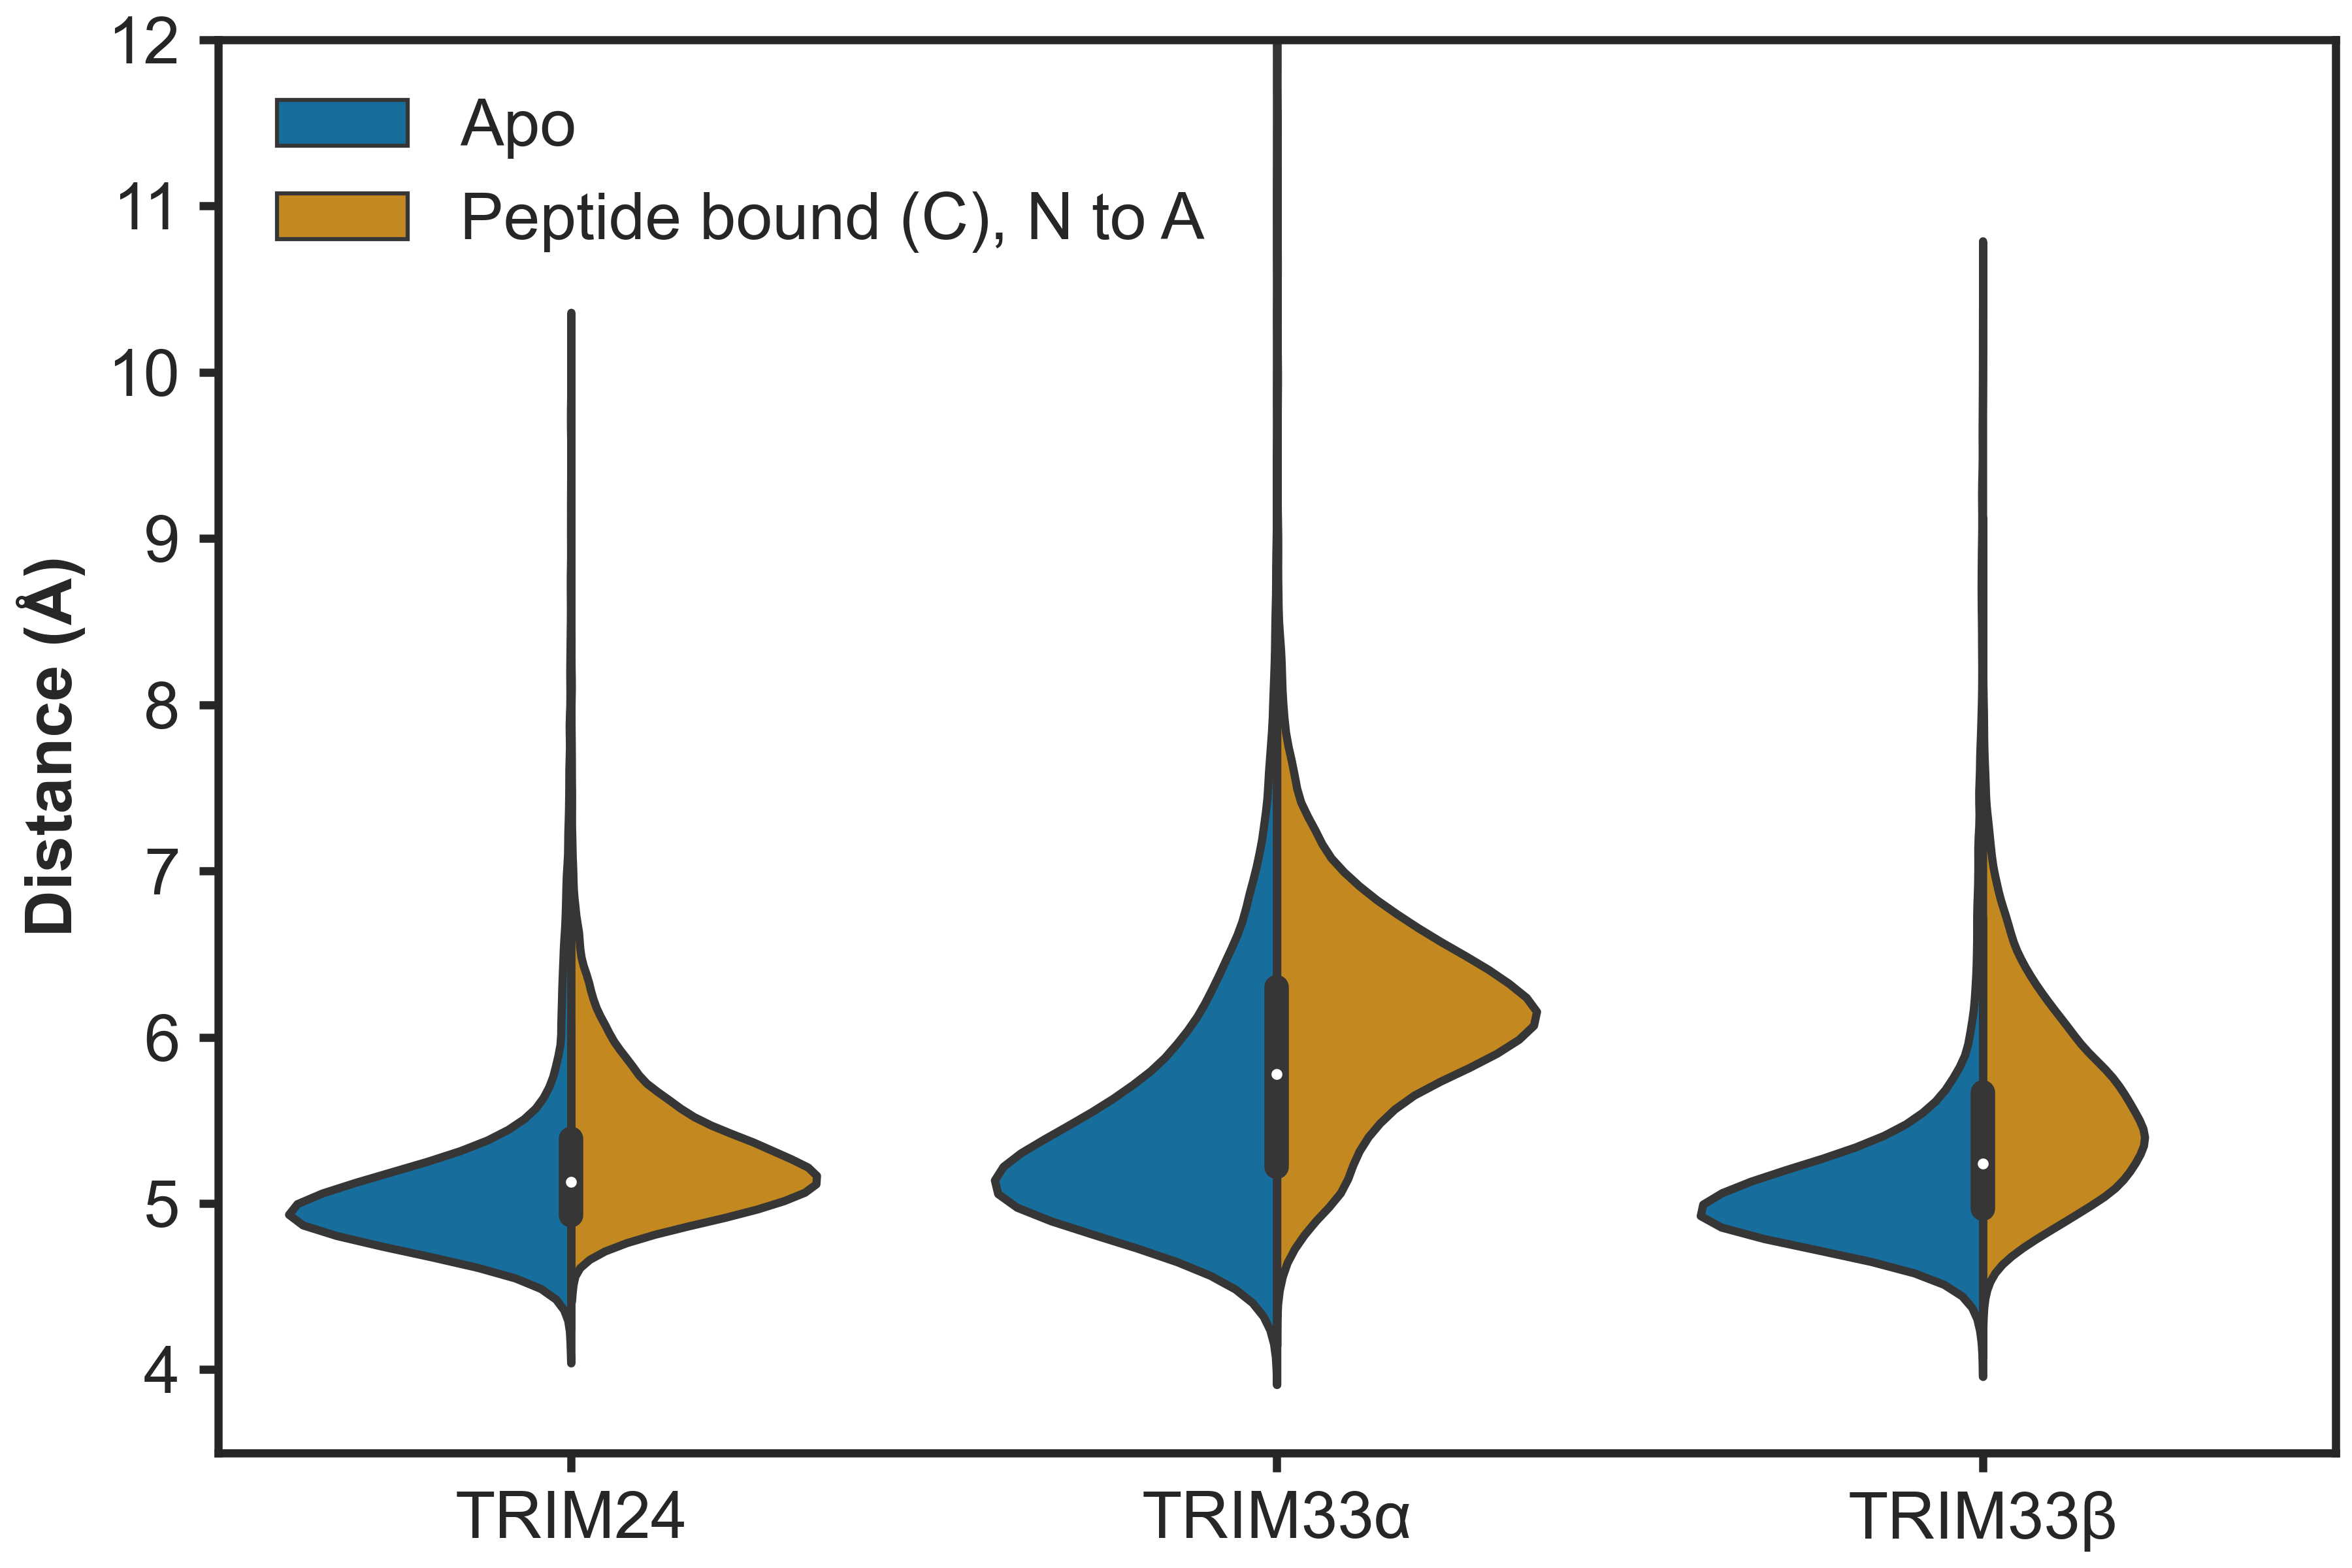 12
11
10
9
8
7
6
5
4
Distance (Å)
Apo
Peptide bound (C), N to A
TRIM24
TRIM33α
TRIM33β